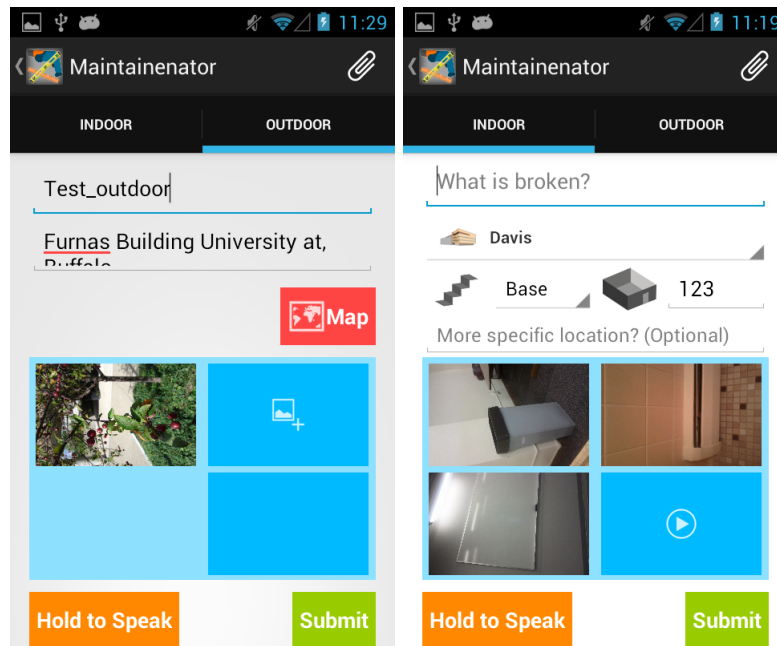 11:29
Maintainenator
INDOOR OUTDOOR
Test_outdoor
Furnas Building University at,
Buffalo
Map
Hold to Speak Submit
11:19
Maintainenator
INDOOR OUTDOOR
What is broken?
Davis
Base 123
More specific location? (Optional)
Hold to Speak Submit